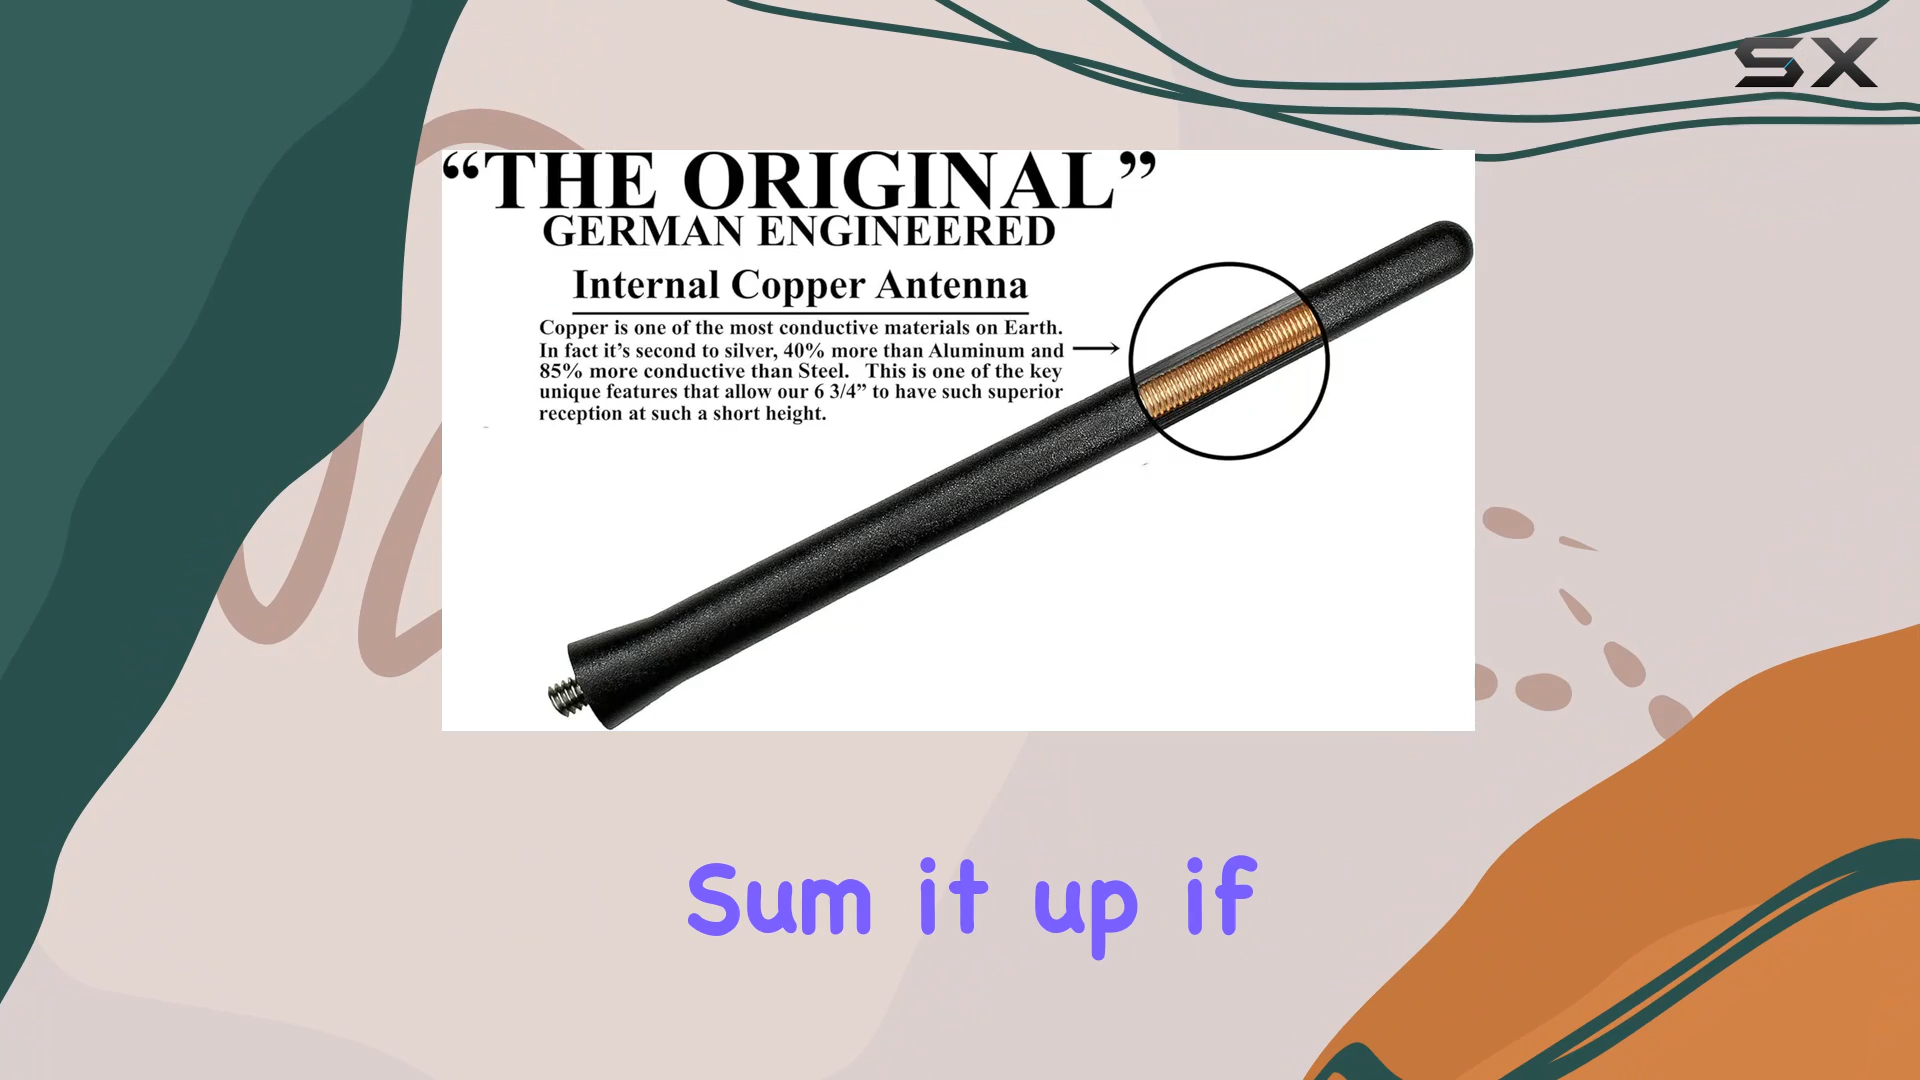 SX
“THE ORIGINAL”
GERMAN ENGINEERED
Internal Copper Antenna
Copper is one of the most conductive materials on Earth.
In fact it’s second to silver, 40% more than Aluminum and
85% more conductive than Steel. This is one of the key
unique features that allow our 6 3/4” to have such superior
reception at such a short height.
Sum it up if